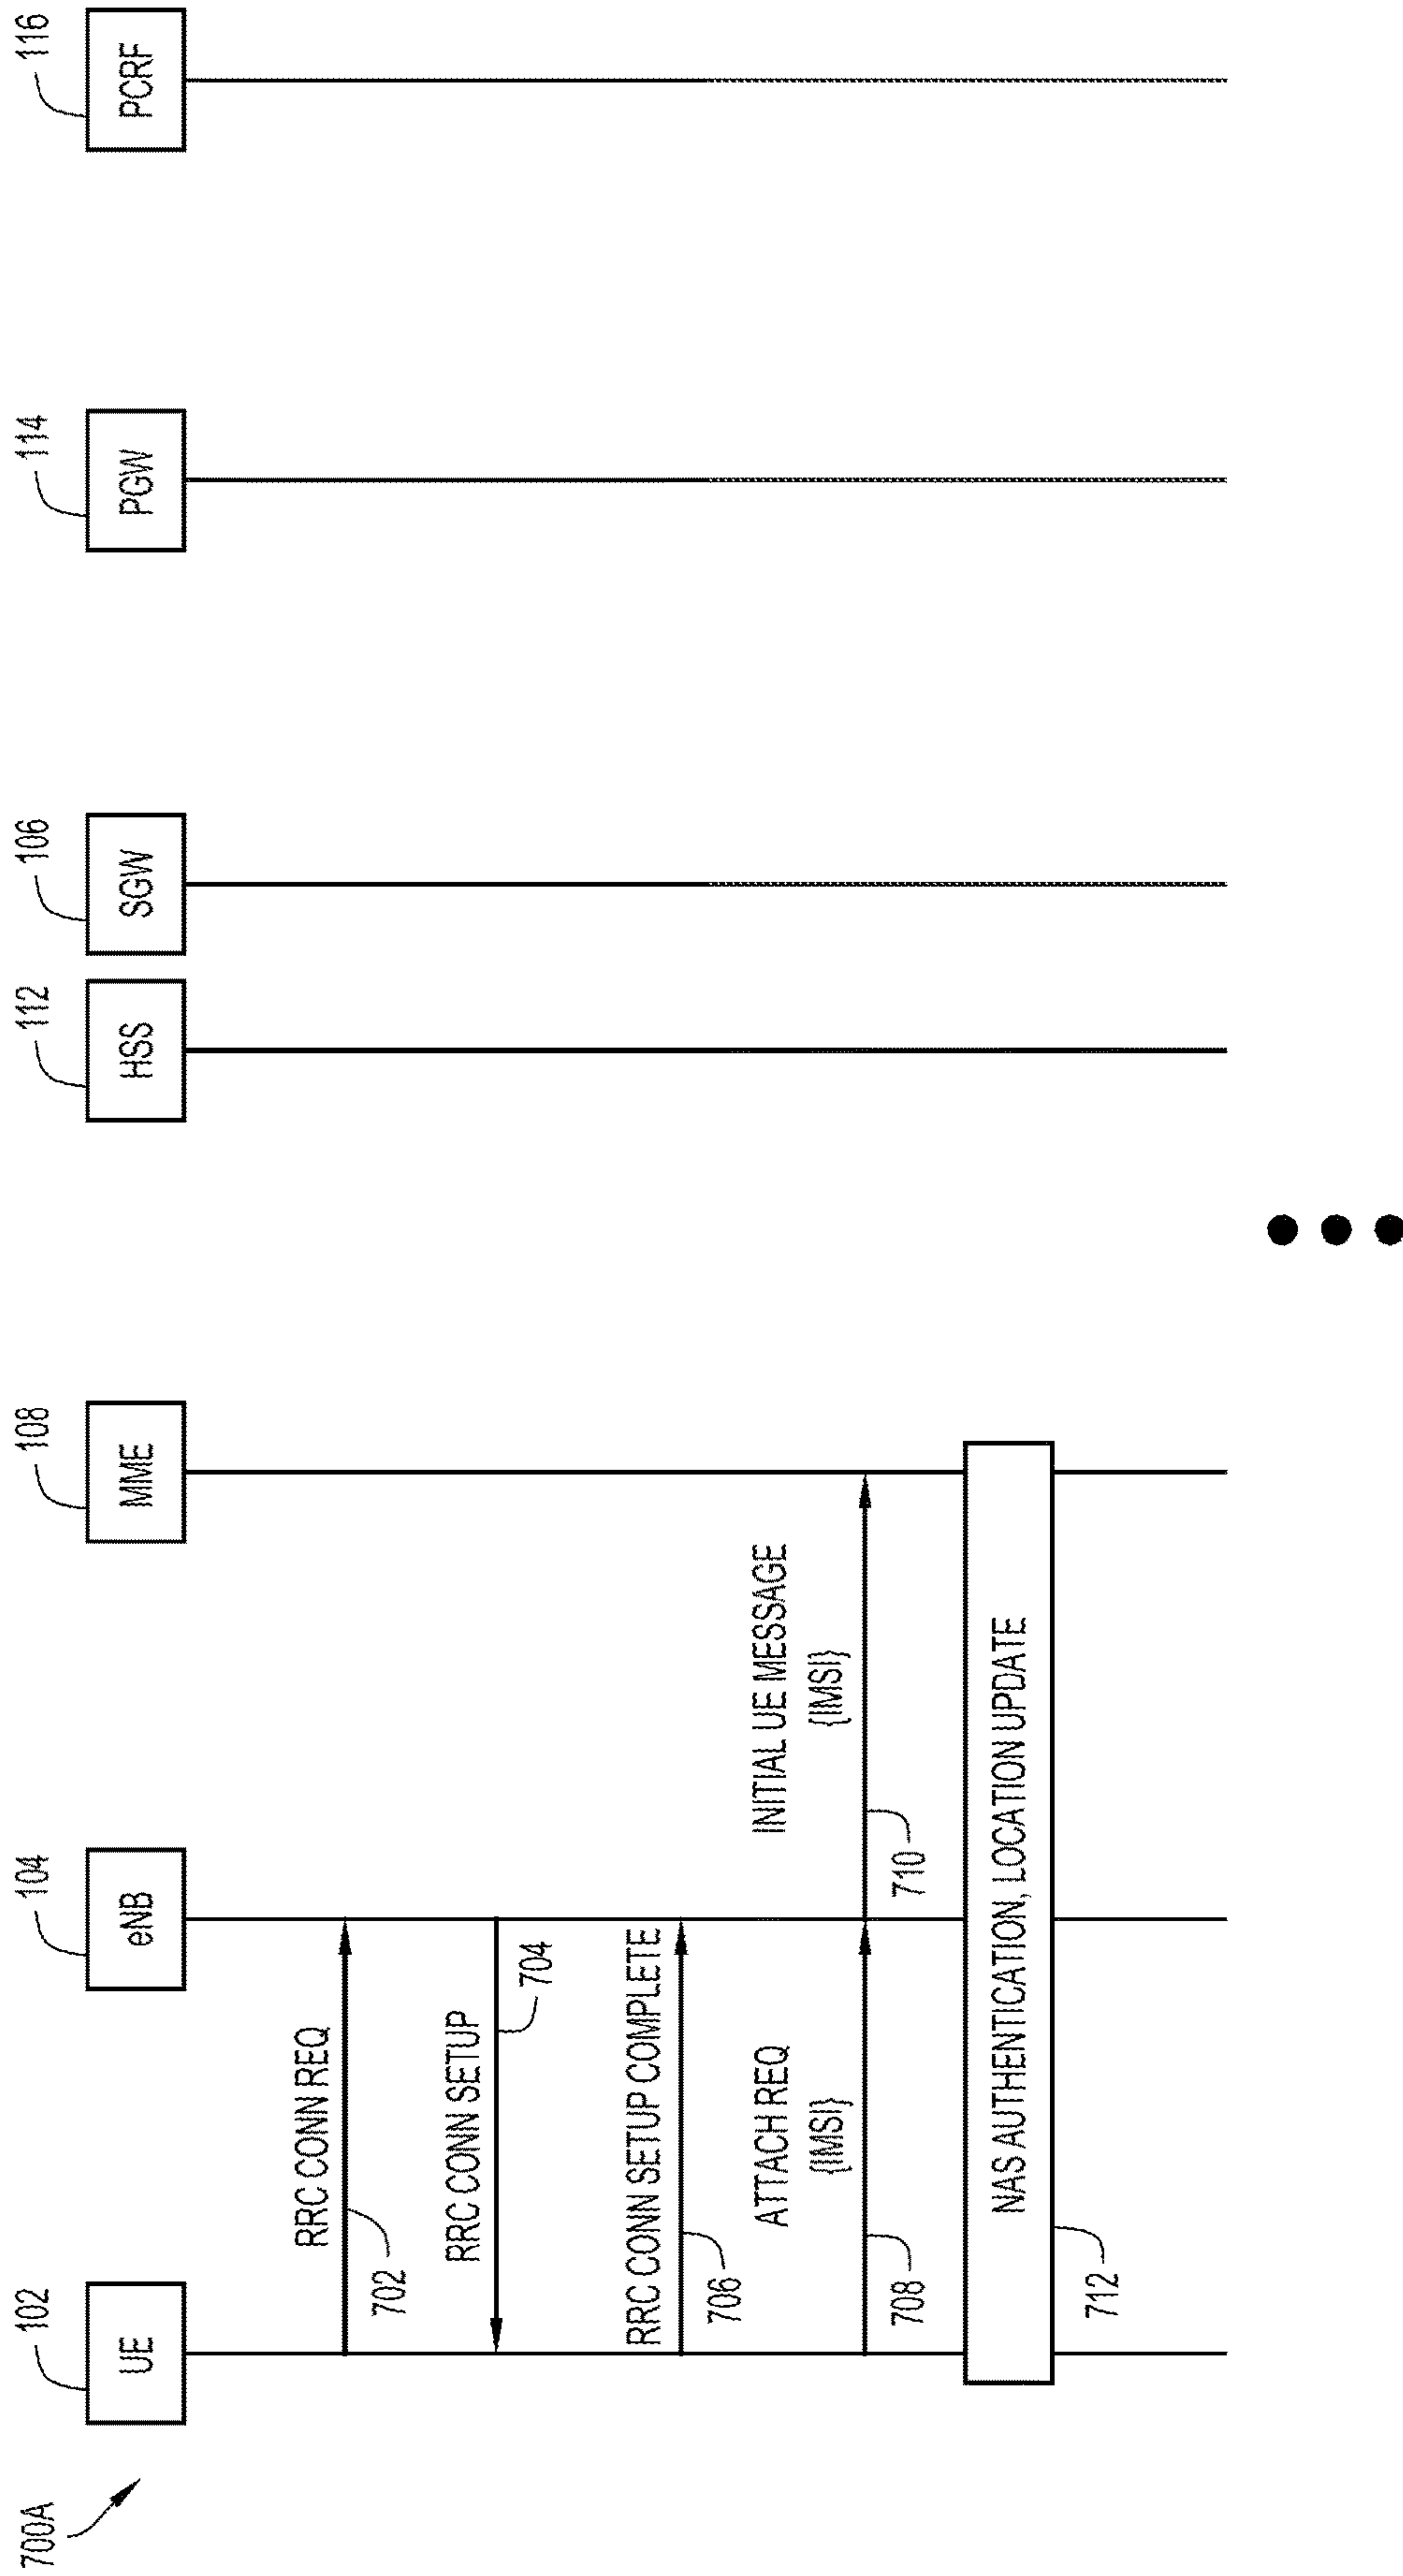 700A
102
104
108
112
106
114
116
UE
eNB
MME
HSS
SGW
PGW
PCRF
RRC CONN REQ
702
RRC CONN SETUP
704
RRC CONN SETUP COMPLETE
706
ATTACH REQ
{IMSI}
708
INITIAL UE MESSAGE
{IMSI}
710
NAS AUTHENTICATION, LOCATION UPDATE
712